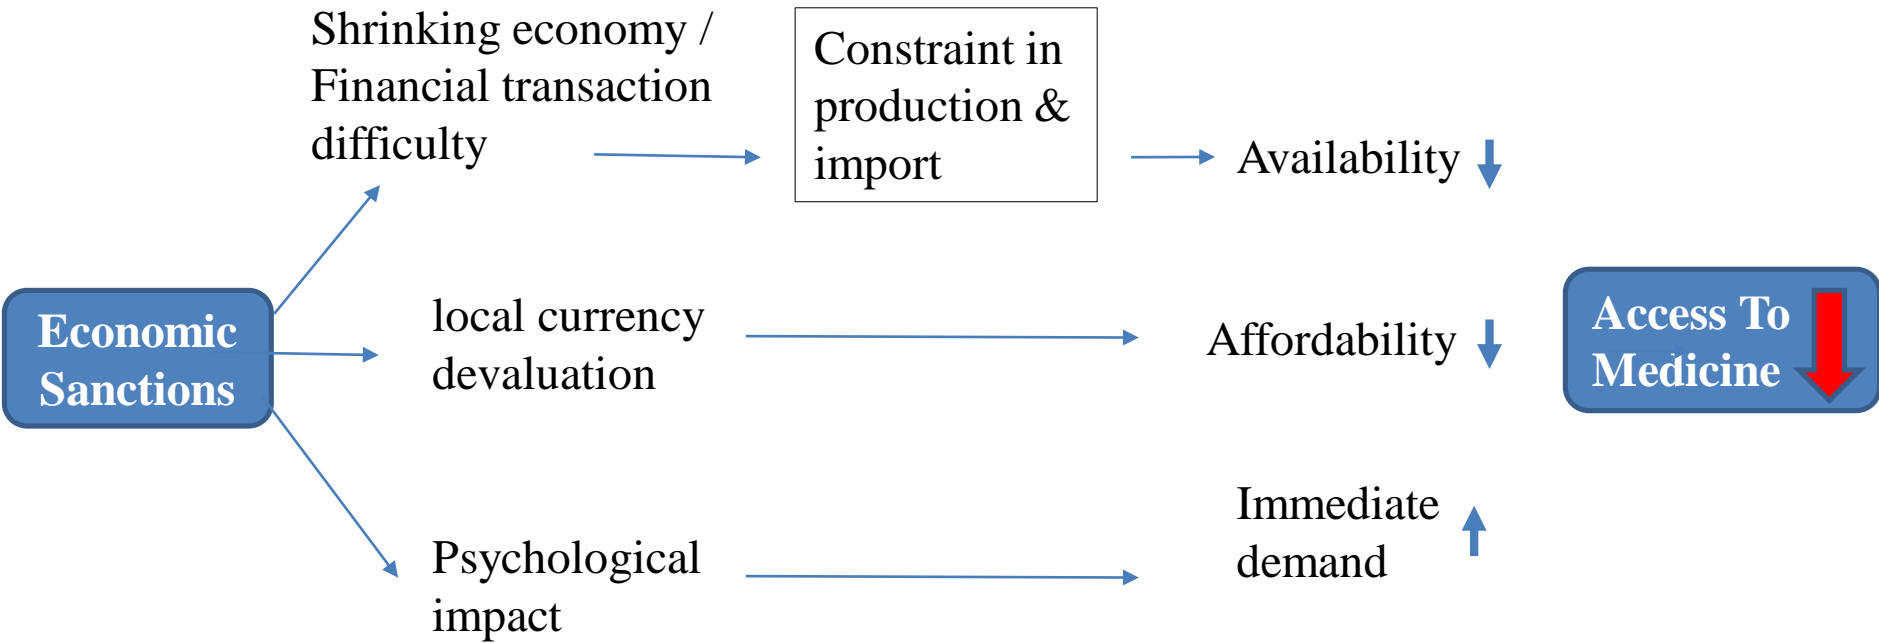 Shrinking economy /
Financial transaction
difficulty
Constraint in
production &
import
Availability
Economic
Sanctions
local currency
devaluation
Affordability
Access To
Medicine
Psychological
impact
Immediate
demand